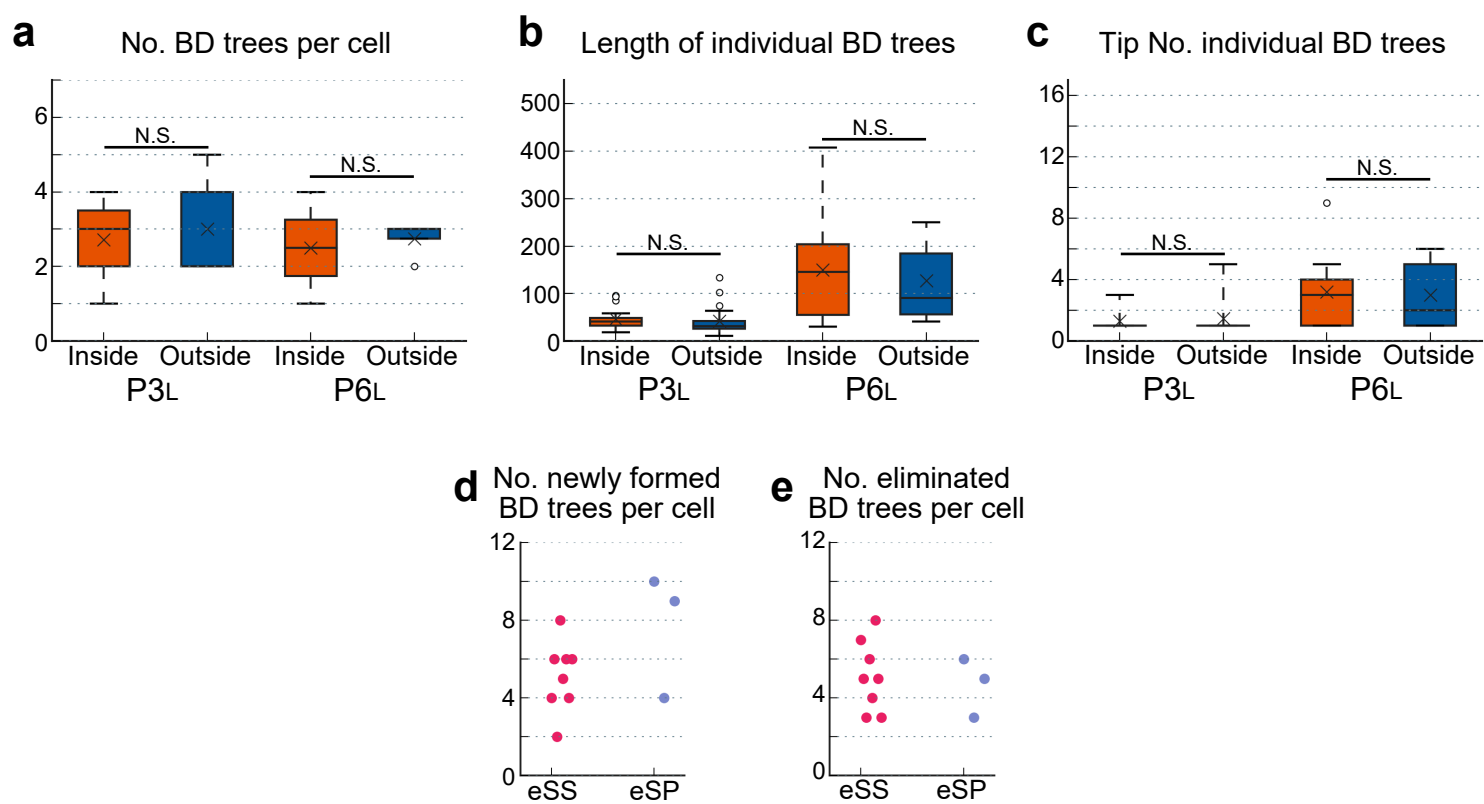 a No. BD trees per cell
6
4
2
0
N.S.
N.S.
Inside Outside Inside Outside
P3L P6L
b Length of individual BD trees
500
400
300
200
100
0
N.S.
N.S.
Inside Outside Inside Outside
P3L P6L
c Tip No. individual BD trees
16
12
8
4
0
N.S.
N.S.
Inside Outside Inside Outside
P3L P6L
d No. newly formed
BD trees per cell
12
8
4
0
eSS eSP
e No. eliminated
BD trees per cell
12
8
4
0
eSS eSP